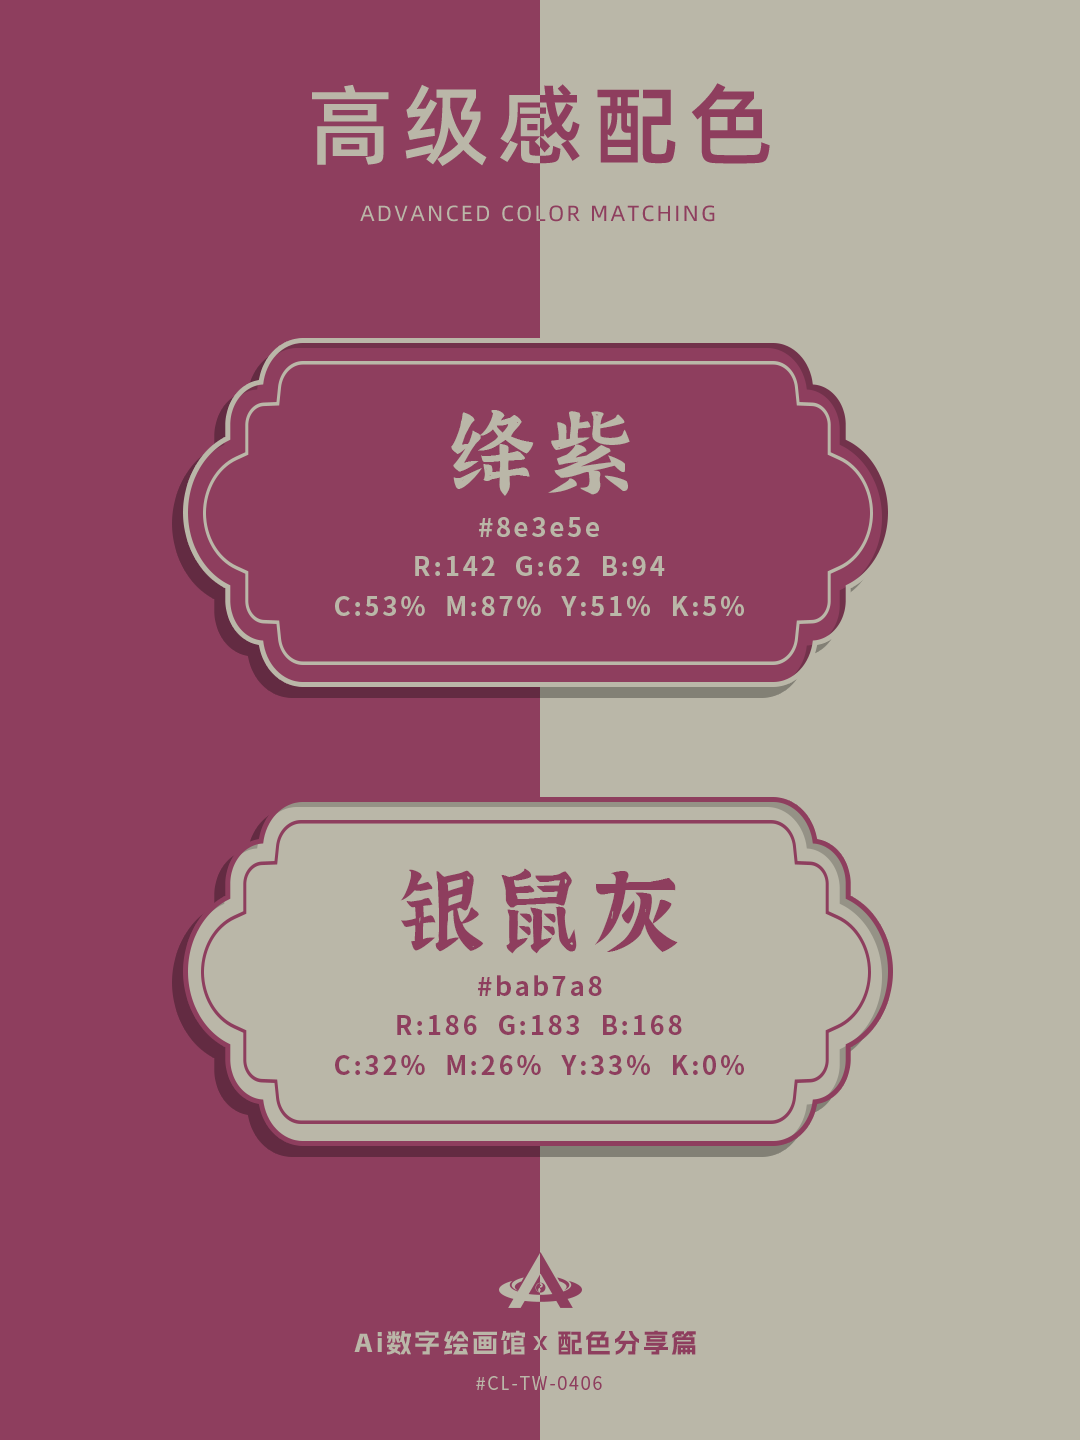 高级感配色
ADVANCED COLOR MATCHING
绛紫
#8e3e5e
R:142 G:62 B:94
C:53% M:87% Y:51% K:5%
银鼠灰
#bab7a8
R:186 G:183 B:168
C:32% M:26% Y:33% K:0%
Ai数字绘画馆 x 配色分享篇
#CL-TW-0406